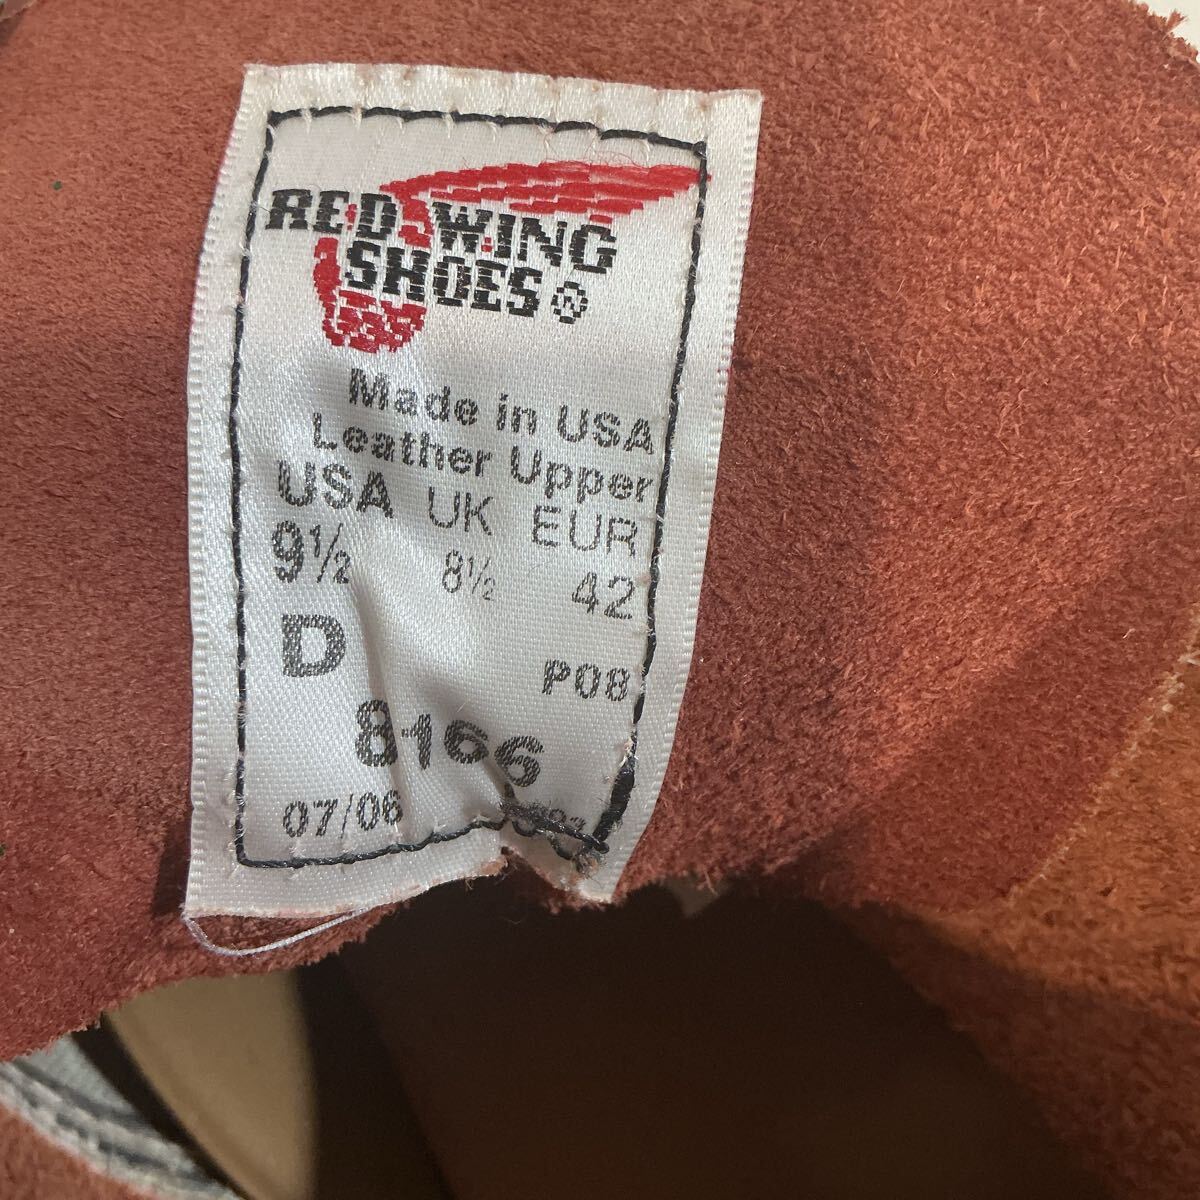 RED WING
SHOES®
Made in USA
Leather Upper
USA UK EUR
9½ 8½ 42
D
P08
8166
07/06